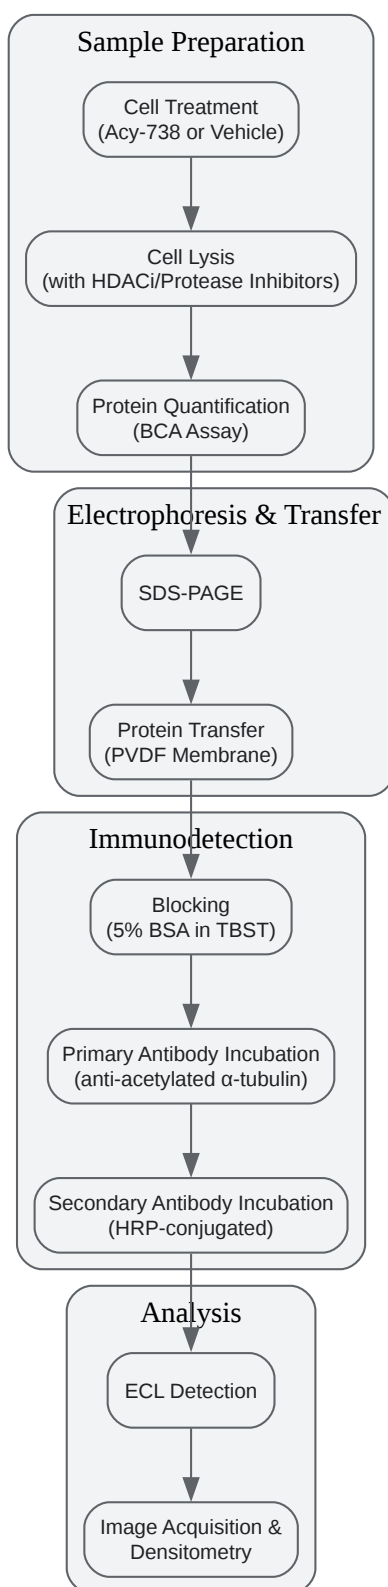 Sample Preparation
Cell Treatment
(Acy-738 or Vehicle)
Cell Lysis
(with HDACi/Protease Inhibitors)
Protein Quantification
(BCA Assay)
Electrophoresis & Transfer
SDS-PAGE
Protein Transfer
(PVDF Membrane)
Immunodetection
Blocking
(5% BSA in TBST)
Primary Antibody Incubation
(anti-acetylated α-tubulin)
Secondary Antibody Incubation
(HRP-conjugated)
Analysis
ECL Detection
Image Acquisition &
Densitometry